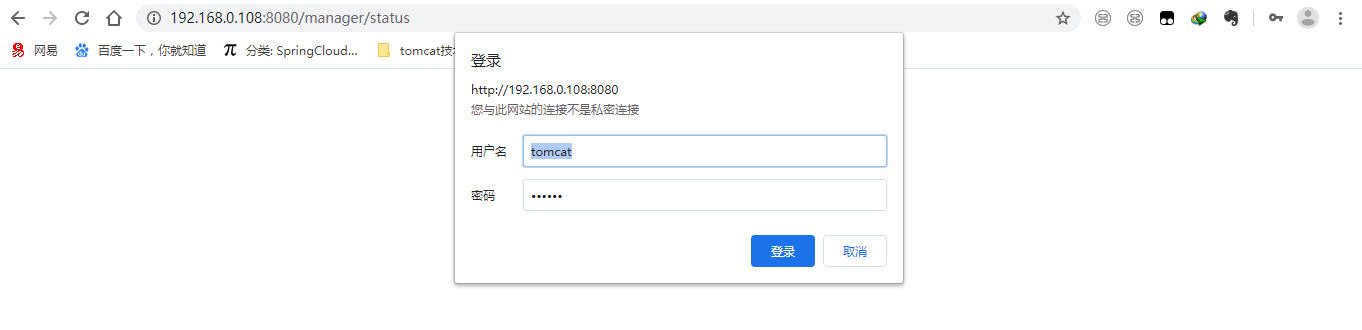 192.168.0.108:8080/manager/status
网易 百度一下,你就知道 分类: SpringCloud... tomcat技
登录
http://192.168.0.108:8080
您与此网站的连接不是私密连接
用户名 tomcat
密码 ••••••
登录 取消